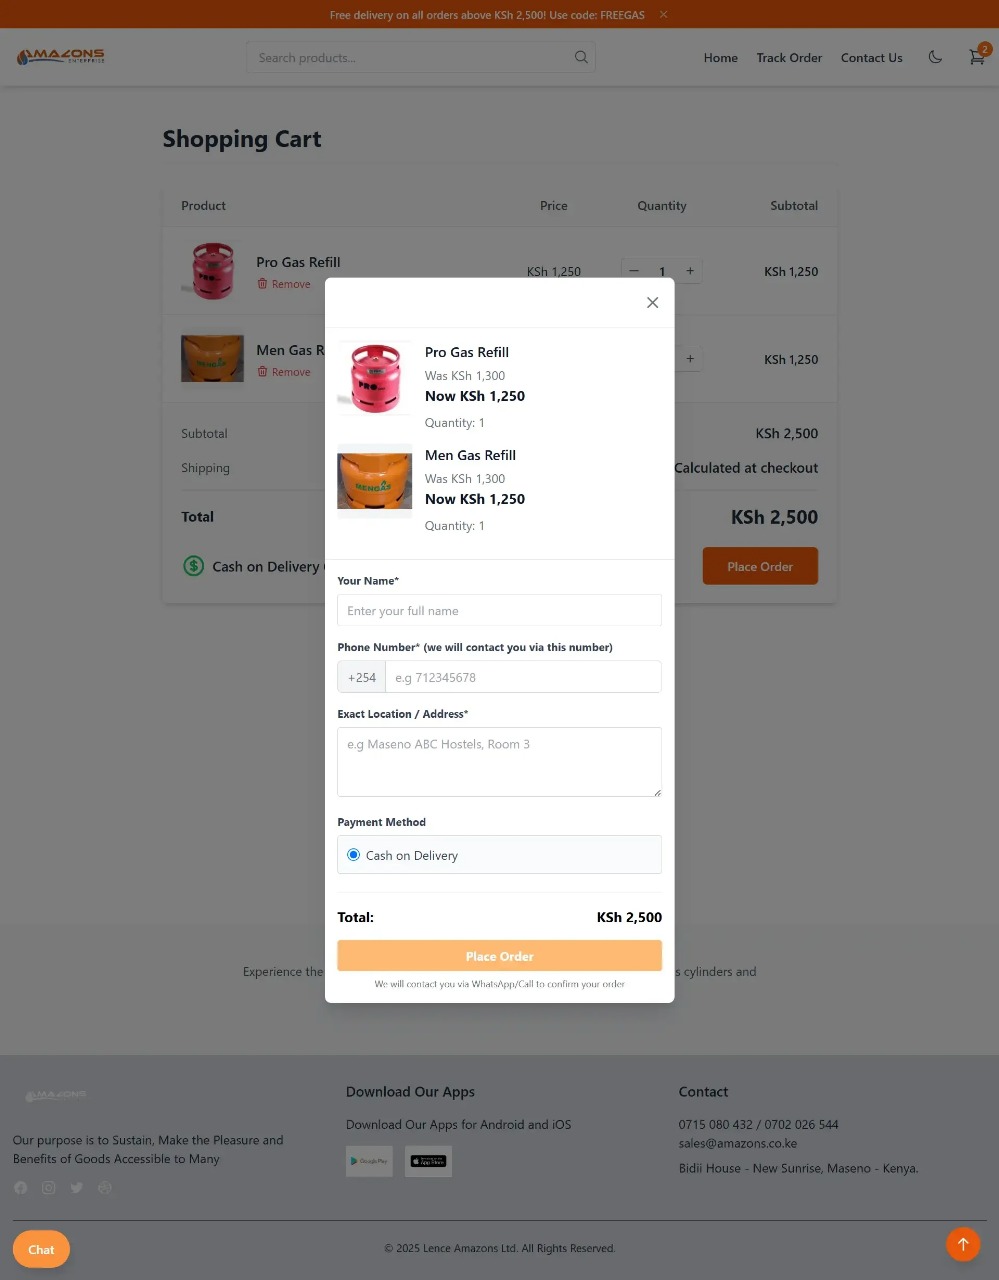 Free delivery on all orders above KSh 2,500! Use code: FREEGAS
AMAZONS
ENTERPRISE
Search products...
Home
Track Order
Contact Us
2
Shopping Cart
Product
Price
Quantity
Subtotal
PRO
Pro Gas Refill
Remove
KSh 1,250
1
KSh 1,250
MENGAS
Men Gas R
Remove
KSh 1,250
Subtotal
KSh 2,500
Shipping
Calculated at checkout
Total
KSh 2,500
Cash on Delivery
Place Order
PRO
Pro Gas Refill
Was KSh 1,300
Now KSh 1,250
Quantity: 1
MENGAS
Men Gas Refill
Was KSh 1,300
Now KSh 1,250
Quantity: 1
Your Name*
Enter your full name
Phone Number* (we will contact you via this number)
+254
e.g 712345678
Exact Location / Address*
e.g Maseno ABC Hostels, Room 3
Payment Method
Cash on Delivery
Total:
KSh 2,500
Place Order
We will contact you via WhatsApp/Call to confirm your order
Experience the
s cylinders and
AMAZONS
Our purpose is to Sustain, Make the Pleasure and
Benefits of Goods Accessible to Many
Download Our Apps
Download Our Apps for Android and iOS
Google Play
App Store
Contact
0715 080 432 / 0702 026 544
sales@amazons.co.ke
Bidii House - New Sunrise, Maseno - Kenya.
Chat
© 2025 Lence Amazons Ltd. All Rights Reserved.